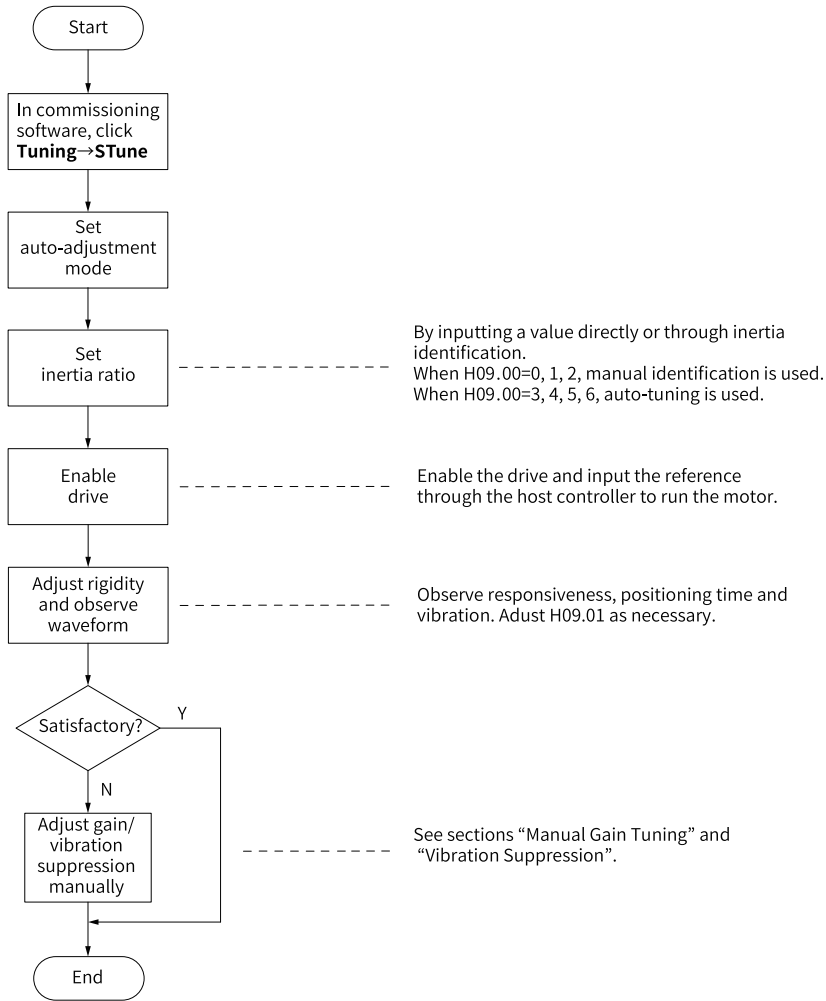 Start
In commissioning
software, click
Tuning→STune
Set
auto-adjustment
mode
Set
inertia ratio
By inputting a value directly or through inertia
identification.
When H09.00=0, 1, 2, manual identification is used.
When H09.00=3, 4, 5, 6, auto-tuning is used.
Enable
drive
Enable the drive and input the reference
through the host controller to run the motor.
Adjust rigidity
and observe
waveform
Observe responsiveness, positioning time and
vibration. Adust H09.01 as necessary.
Satisfactory?
Y
N
Adjust gain/
vibration
suppression
manually
See sections “Manual Gain Tuning” and
“Vibration Suppression”.
End